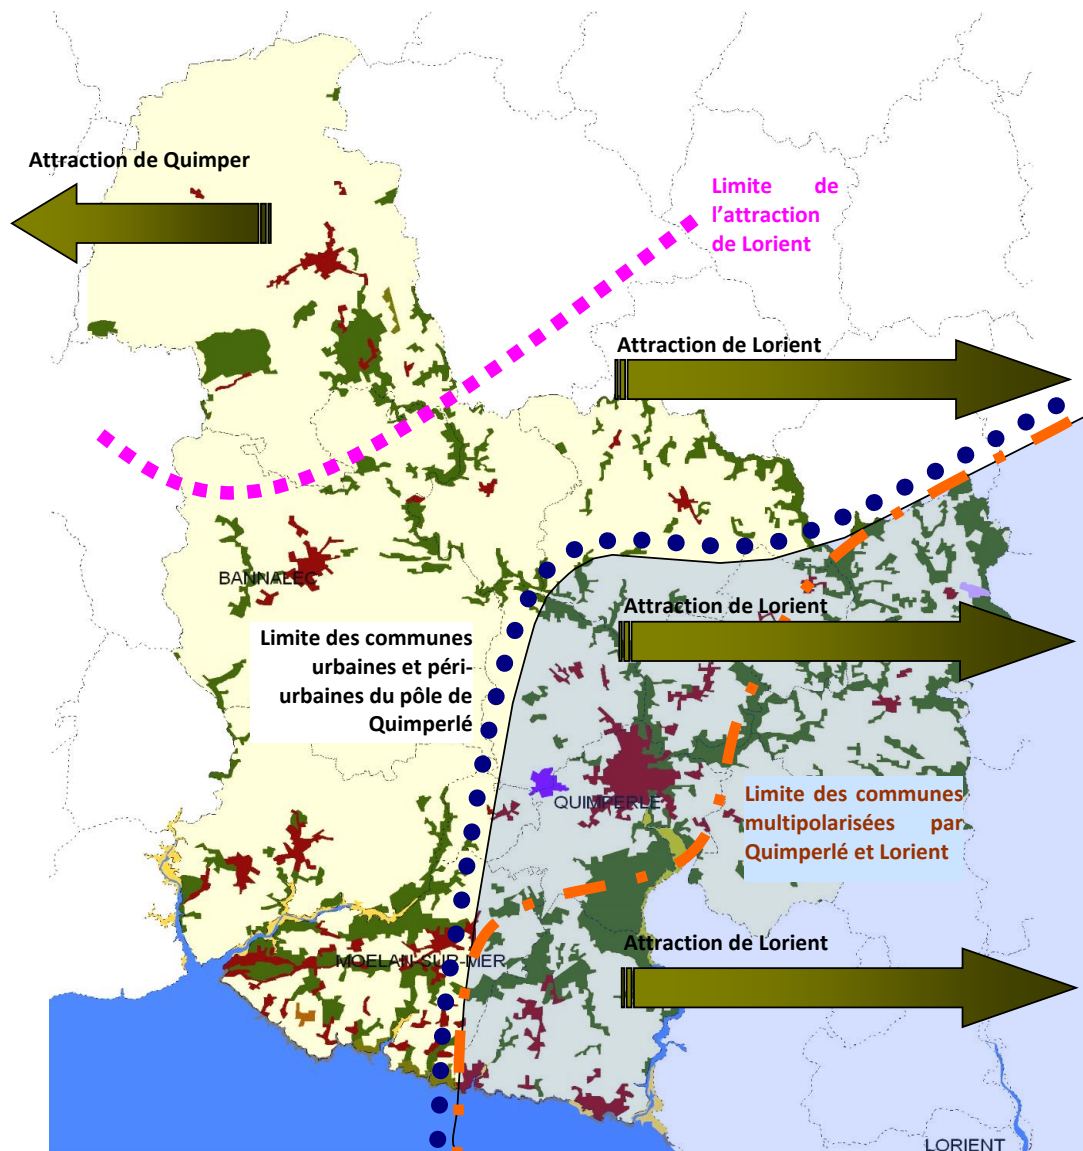 Attraction de Quimper
Limite de
l'attraction
de Lorient
Attraction de Lorient
BANNALEC
Attraction de Lorient
Limite des communes
urbaines et péri-
urbaines du pôle de
Quimperlé
QUIMPERLE
Limite des communes
multipolarisées par
Quimperlé et Lorient
Attraction de Lorient
MOELAN-SUR-MER
LORIENT